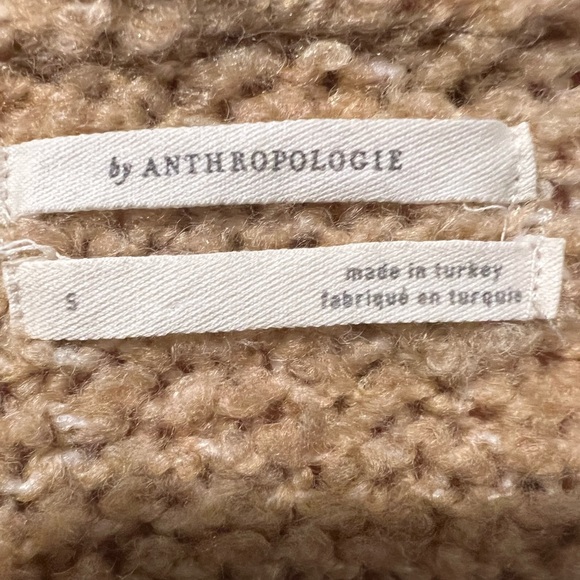 by ANTHROPOLOGIE
S
made in turkey
fabriqué en turquie